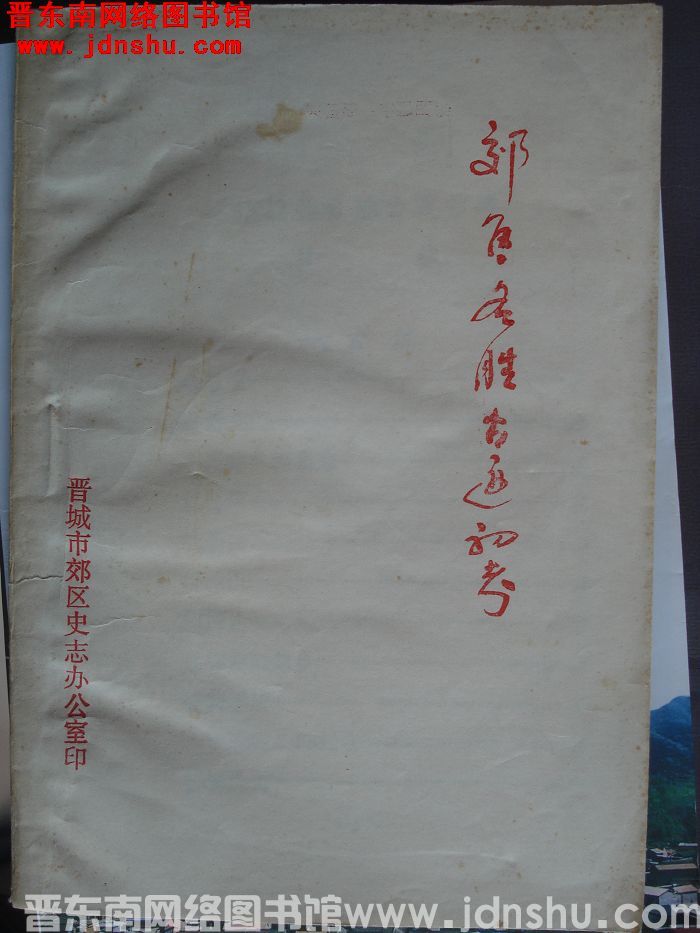 晋东南网络图书馆
www.jdnshu.com
郊区名胜古迹初考
晋城市郊区史志办公室印
晋东南网络图书馆www.jdnshu.com